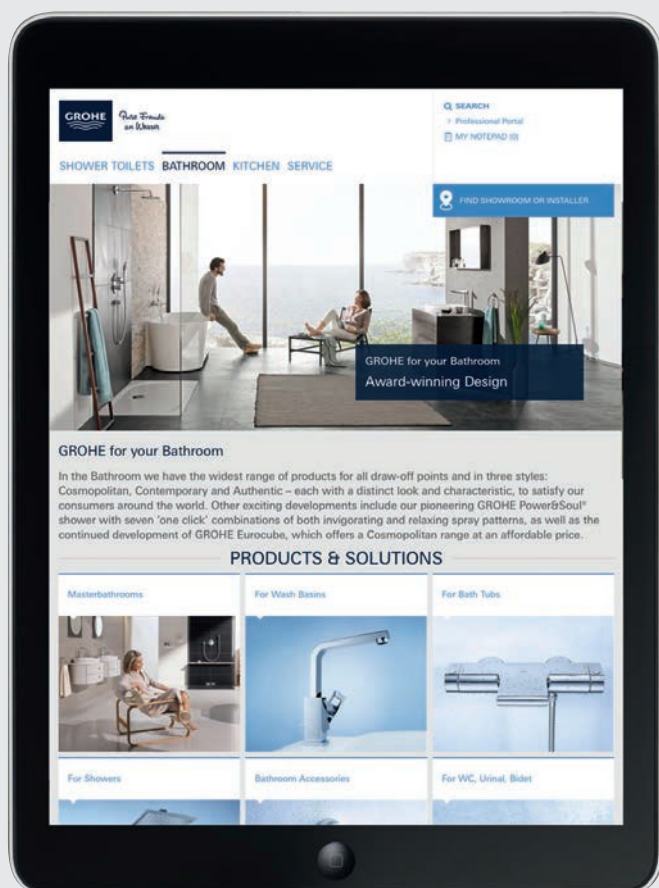 GROHE
Pure Freude
an Wasser
SEARCH
> Professional Portal
MY NOTEPAD (0)
SHOWER TOILETS BATHROOM KITCHEN SERVICE
FIND SHOWROOM OR INSTALLER
GROHE for your Bathroom
Award-winning Design
GROHE for your Bathroom
In the Bathroom we have the widest range of products for all draw-off points and in three styles:
Cosmopolitan, Contemporary and Authentic – each with a distinct look and characteristic, to satisfy our
consumers around the world. Other exciting developments include our pioneering GROHE Power&Soul®
shower with seven 'one click' combinations of both invigorating and relaxing spray patterns, as well as the
continued development of GROHE Eurocube, which offers a Cosmopolitan range at an affordable price.
PRODUCTS & SOLUTIONS
Masterbathrooms
For Wash Basins
For Bath Tubs
For Showers
Bathroom Accessories
For WC, Urinal, Bidet